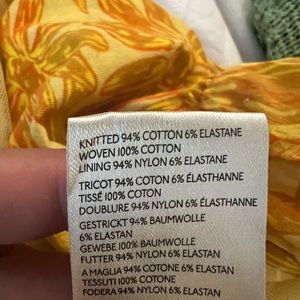 KNITTED 94% COTTON 6% ELASTANE
WOVEN 100% COTTON
LINING 94% NYLON 6% ELASTANE
TRICOT 94% COTON 6% ÉLASTHANNE
TISSÉ 100% COTON
DOUBLURE 94% NYLON 6% ÉLASTHANNE
GESTRICKT 94% BAUMWOLLE
6% ELASTAN
GEWEBE 100% BAUMWOLLE
FUTTER 94% NYLON 6% ELASTAN
A MAGLIA 94% COTONE 6% ELASTAN
TESSUTI 100% COTONE
FODERA 94% NYLON 6% ELASTAN